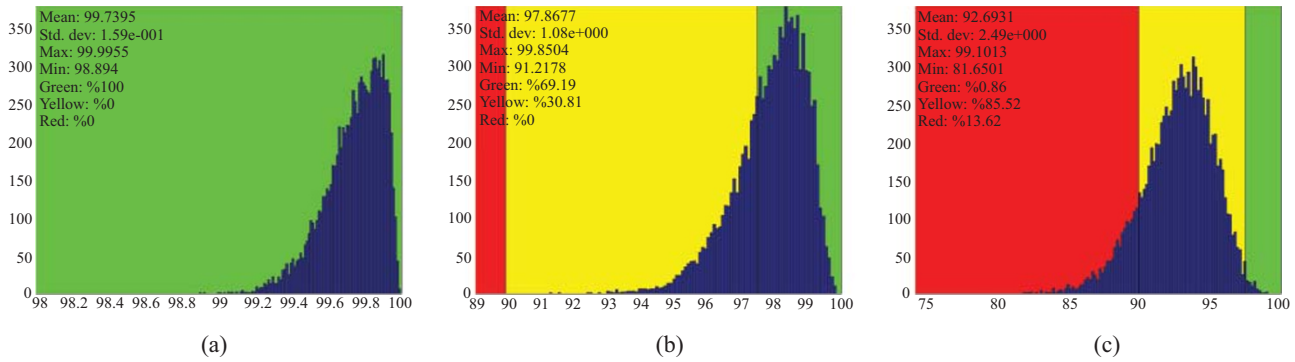 350
300
250
200
150
100
50
0
Mean: 99.7395
Std. dev: 1.59e-001
Max: 99.9955
Min: 98.894
Green: %100
Yellow: %0
Red: %0
98 98.2 98.4 98.6 98.8 99 99.2 99.4 99.6 99.8 100
(a)
350
300
250
200
150
100
50
0
Mean: 97.8677
Std. dev: 1.08e+000
Max: 99.8504
Min: 91.2178
Green: %69.19
Yellow: %30.81
Red: %0
89 90 91 92 93 94 95 96 97 98 99 100
(b)
350
300
250
200
150
100
50
0
Mean: 92.6931
Std. dev: 2.49e+000
Max: 99.1013
Min: 81.6501
Green: %0.86
Yellow: %85.52
Red: %13.62
75 80 85 90 95 100
(c)